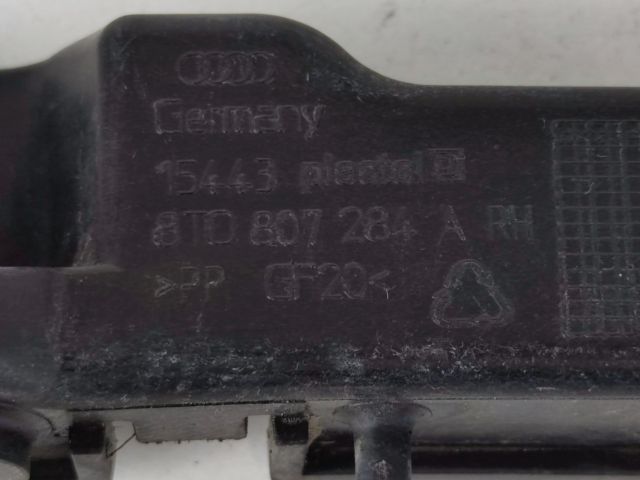 Germany
15443 plastal
8T0 807 284 A RH
>PP GF20<